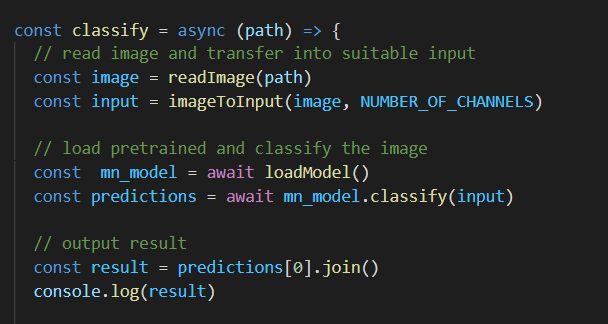 const classify = async (path) => {
// read image and transfer into suitable input
const image = readImage(path)
const input = imageToInput(image, NUMBER_OF_CHANNELS)
// load pretrained and classify the image
const  mn_model = await loadModel()
const predictions = await mn_model.classify(input)
// output result
const result = predictions[0].join()
console.log(result)